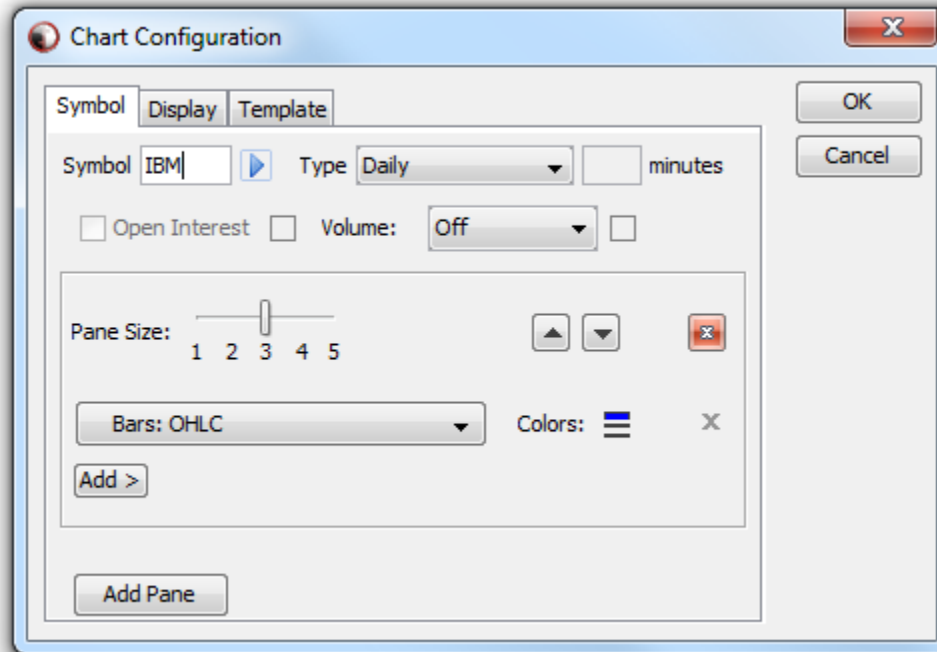 Chart Configuration
Symbol Display Template
OK
Symbol IBM Type Daily minutes
Cancel
Open Interest Volume: Off
Pane Size:
1 2 3 4 5
Bars: OHLC Colors: x
Add >
Add Pane